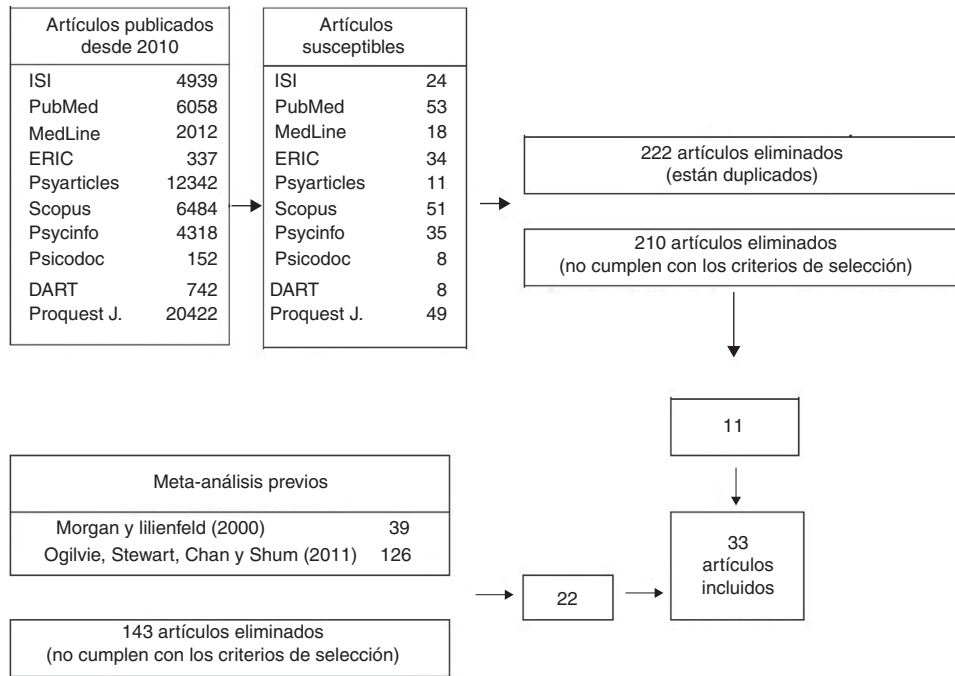 Artículos publicados
desde 2010
ISI 4939
PubMed 6058
MedLine 2012
ERIC 337
Psyarticles 12342
Scopus 6484
Psycinfo 4318
Psicodoc 152
DART 742
Proquest J. 20422
Artículos
susceptibles
ISI 24
PubMed 53
MedLine 18
ERIC 34
Psyarticles 11
Scopus 51
Psycinfo 35
Psicodoc 8
DART 8
Proquest J. 49
222 artículos eliminados
(están duplicados)
210 artículos eliminados
(no cumplen con los criterios de selección)
11
Meta-análisis previos
Morgan y lilienfeld (2000) 39
Ogilvie, Stewart, Chan y Shum (2011) 126
143 artículos eliminados
(no cumplen con los criterios de selección)
22
33
artículos
incluidos